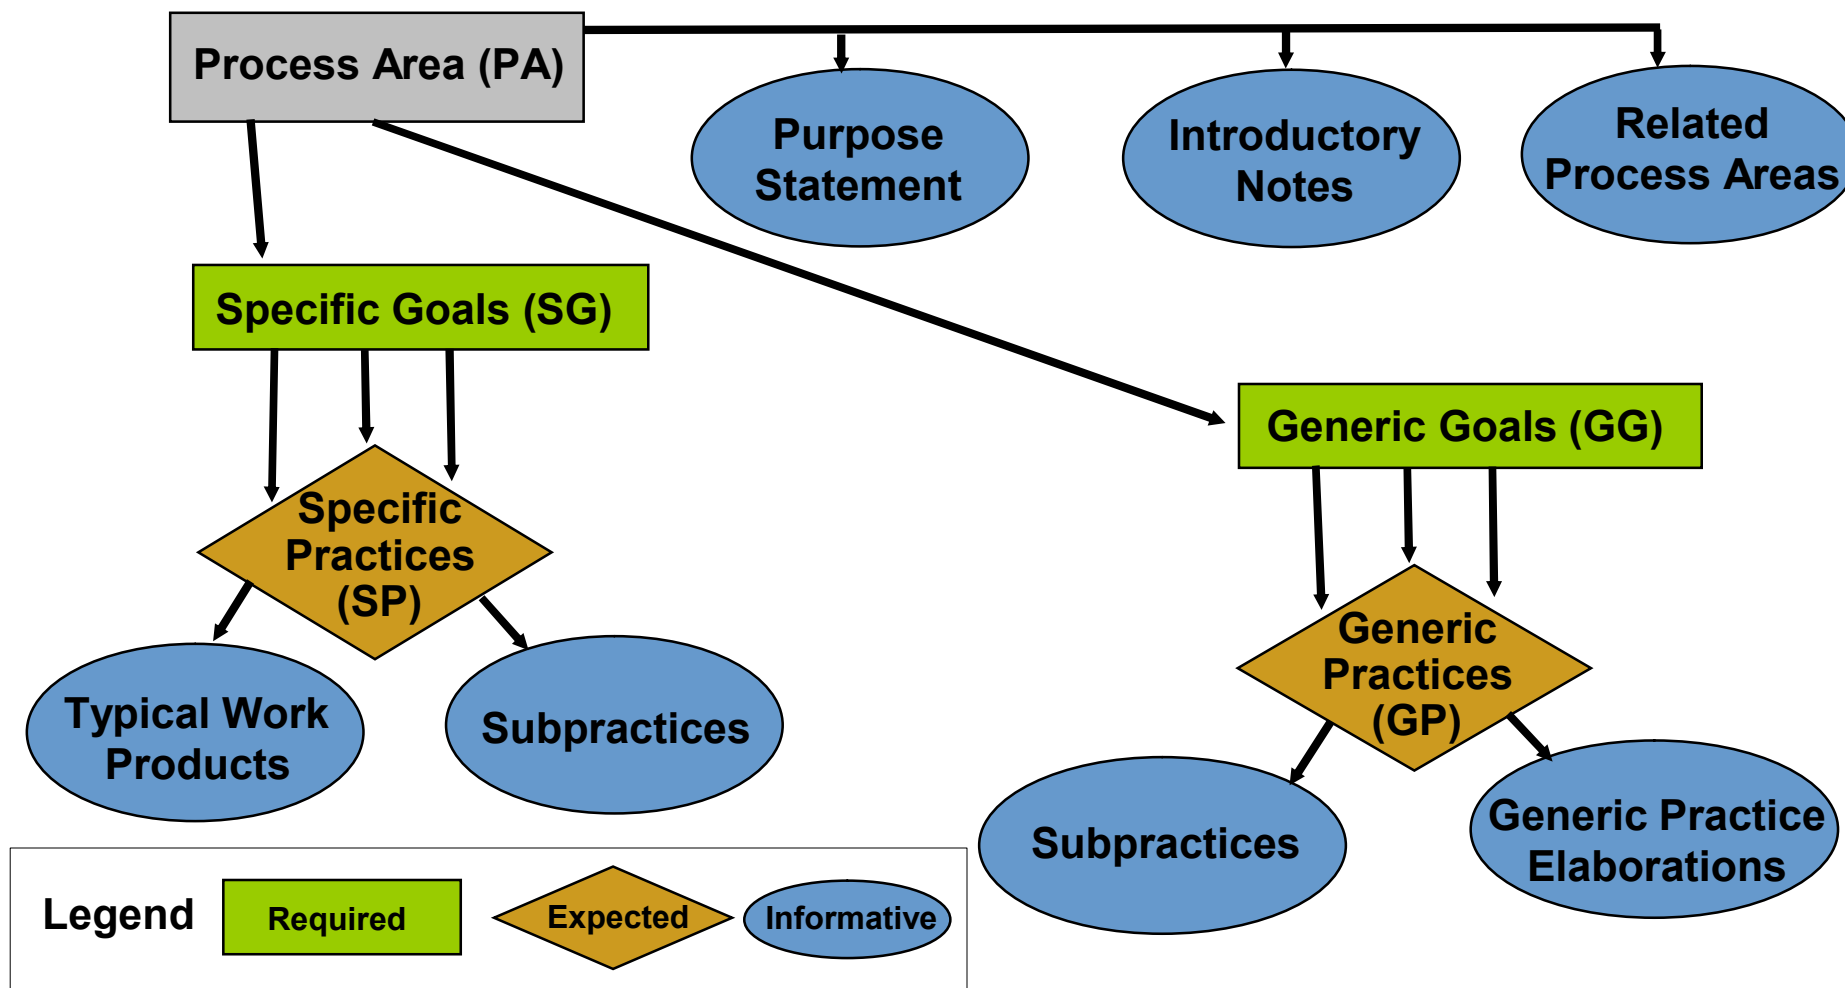 Process Area (PA)
Purpose
Statement
Introductory
Notes
Related
Process Areas
Specific Goals (SG)
Generic Goals (GG)
Specific
Practices
(SP)
Generic
Practices
(GP)
Typical Work
Products
Subpractices
Subpractices
Generic Practice
Elaborations
Legend
Required
Expected
Informative